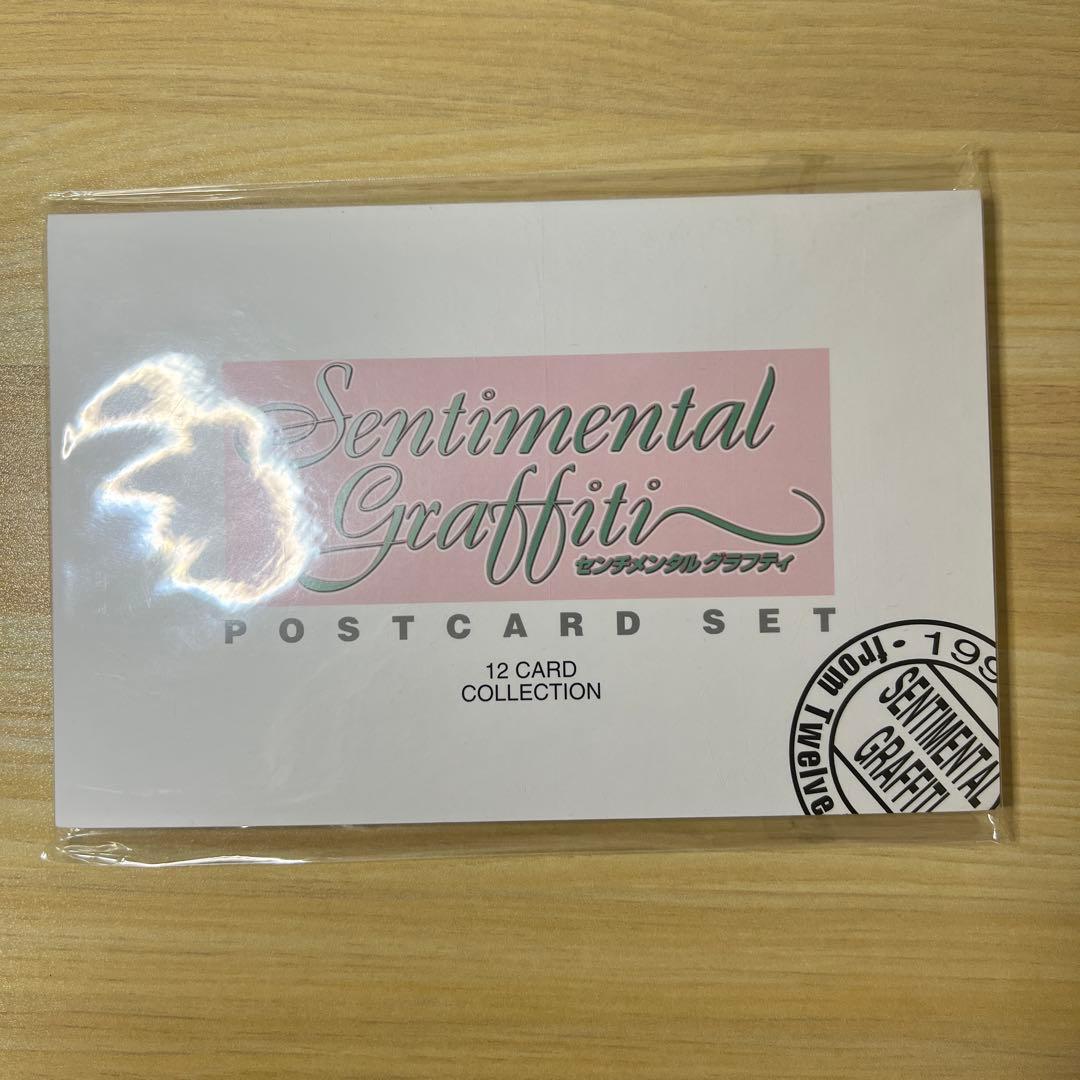 Sentimental
Graffiti
センチメンタル グラフティ
POSTCARD SET
12 CARD
COLLECTION
from Twelve
SENTIMENTAL
GRAFFITI